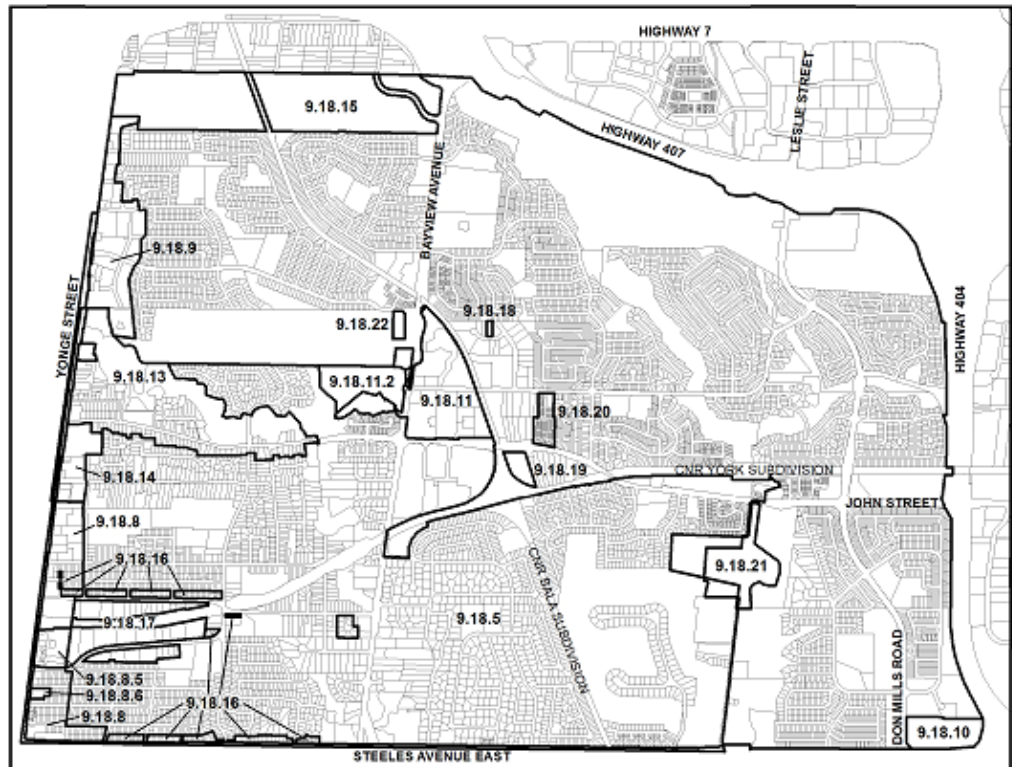 HIGHWAY 7
LESLIE STREET
9.18.15
HIGHWAY 407
BAYVIEW AVENUE
9.18.9
YONGE STREET
HIGHWAY 404
9.18.22
9.18.18
9.18.13
9.18.11.2
9.18.11
9.18.20
9.18.19
CNR YORK SUBDIVISION
9.18.14
JOHN STREET
9.18.8
9.18.16
9.18.21
CNR BALA SUBDIVISION
9.18.5
9.18.17
9.18.8.5
9.18.8.6
9.18.16
9.18.8
DON MILLS ROAD
9.18.10
STEELES AVENUE EAST